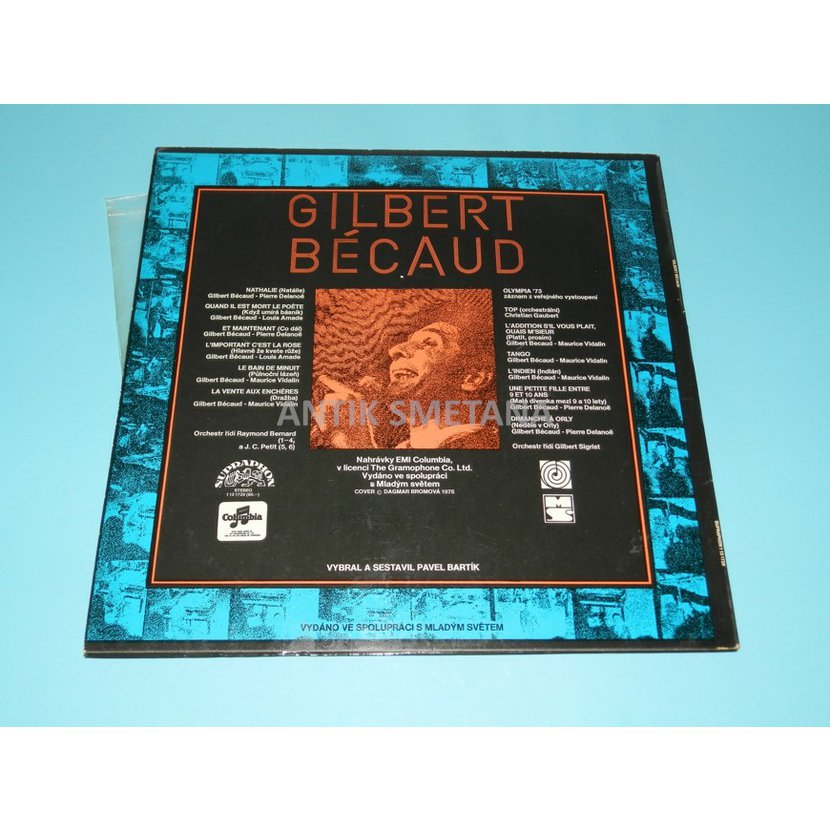 GILBERT
BÉCAUD
NATHALIE (Natálie)
Gilbert Bécaud - Pierre Delanoë
QUAND IL EST MORT LE POÈTE
(Když umírá básník)
Gilbert Bécaud - Louis Amade
ET MAINTENANT (Co dál)
Gilbert Bécaud - Pierre Delanoë
L'IMPORTANT C'EST LA ROSE
(Hlavně že kvete růže)
Gilbert Bécaud - Louis Amade
LE BAIN DE MINUIT
(Půlnoční lázeň)
Gilbert Bécaud - Maurice Vidalin
LA VENTE AUX ENCHÈRES
(Dražba)
Gilbert Bécaud - Maurice Vidalin
Orchestr řídí Raymond Bernard
(1-4)
a J. C. Petit (5, 6)
OLYMPIA '73
záznam z veřejného vystoupení
TOP (orchestrální)
Christian Gaubert
L'ADDITION S'IL VOUS PLAIT,
OUAIS M'SIEUR
(Platit, prosím)
Gilbert Becaud - Maurice Vidalin
TANGO
Gilbert Bécaud - Maurice Vidalin
L'INDIEN (Indián)
Gilbert Bécaud - Maurice Vidalin
UNE PETITE FILLE ENTRE
9 ET 10 ANS
(Malá dívenka mezi 9 a 10 lety)
Gilbert Bécaud - Pierre Delanoë
DIMANCHE A ORLY
(Neděle v Orly)
Gilbert Bécaud - Pierre Delanoë
Orchestr řídí Gilbert Sigrist
ANTIK SMETANA
Nahrávky EMI Columbia,
v licenci The Gramophone Co. Ltd.
Vydáno ve spolupráci
s Mladým světem
COVER © DAGMAR BROMOVÁ 1975
SUPRAPHON
STEREO
1 13 1739 (80,-)
Columbia
MS
VYBRAL A SESTAVIL PAVEL BARTÍK
VYDÁNO VE SPOLUPRÁCI S MLADÝM SVĚTEM
GILBERT BÉCAUD